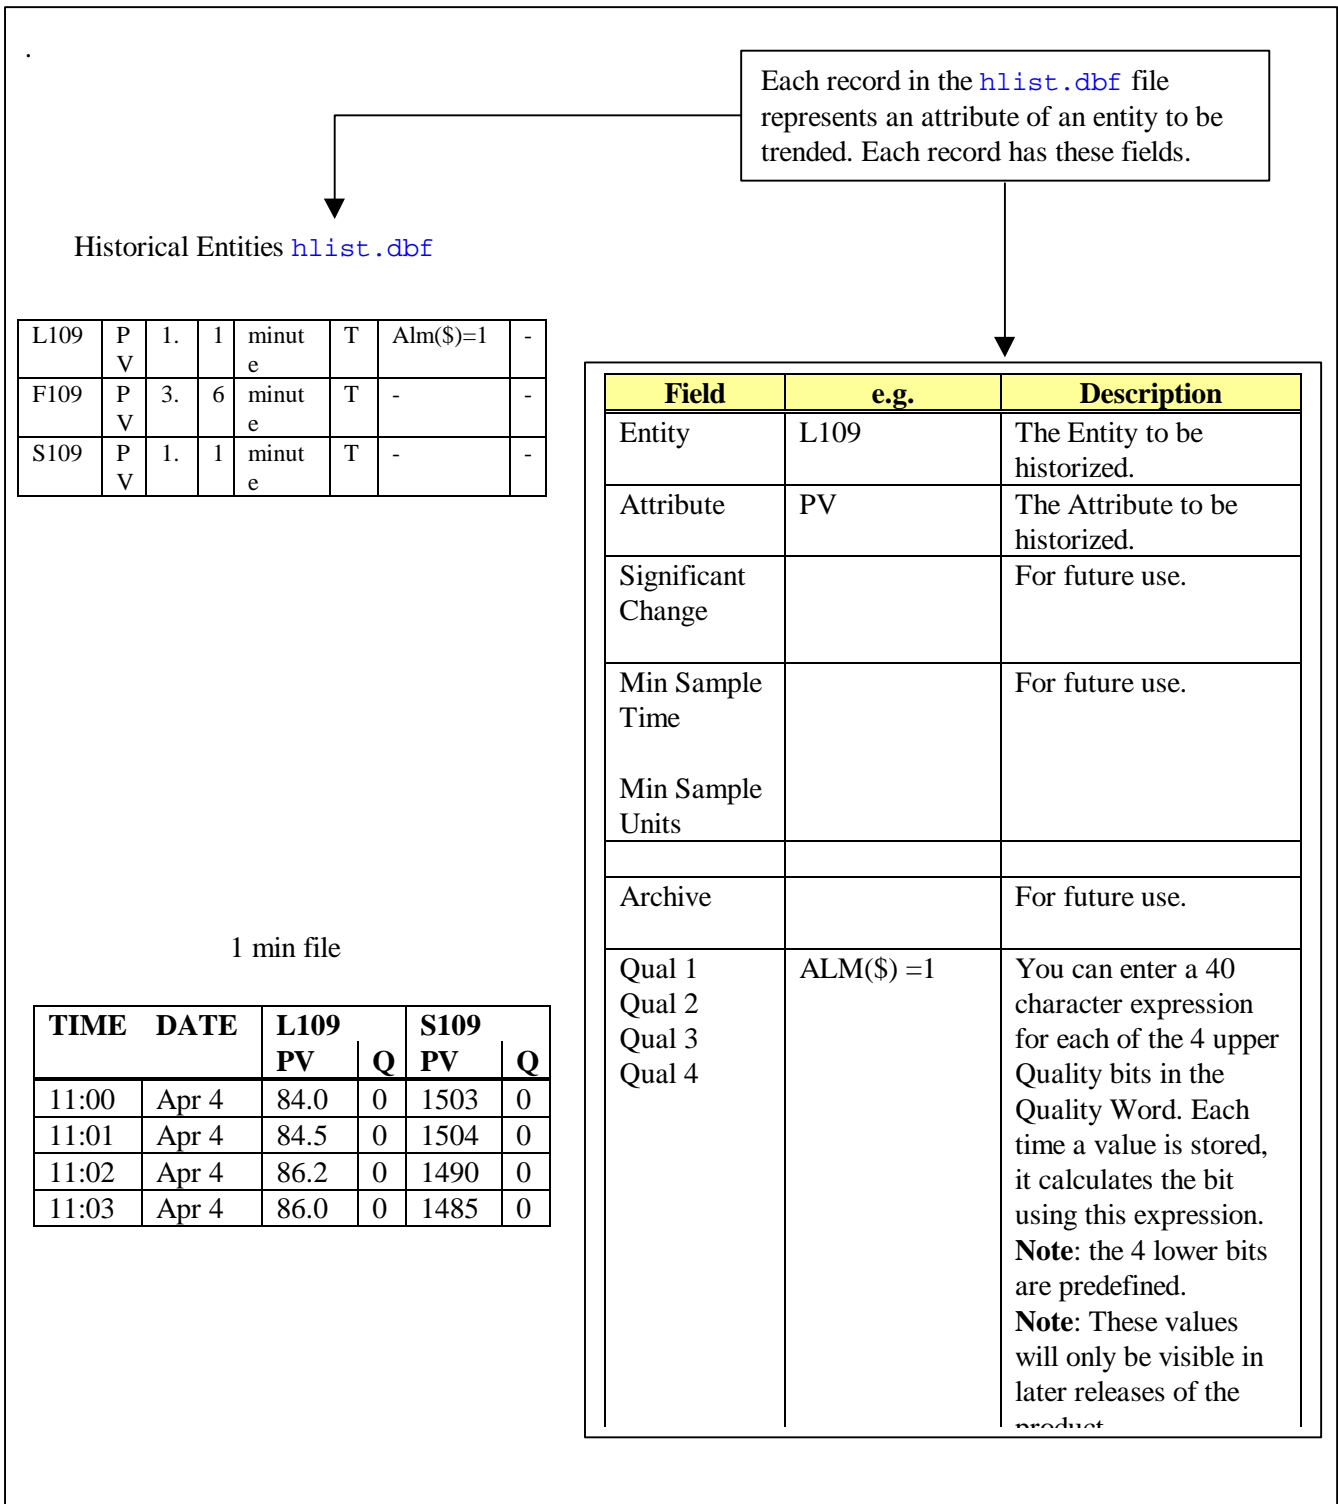 .
Each record in the hlist.dbf file
represents an attribute of an entity to be
trended. Each record has these fields.
Historical Entities hlist.dbf
L109 P 1. 1 minut T Alm($)=1 -
V e
F109 P 3. 6 minut T - -
V e
S109 P 1. 1 minut T - -
V e
Field e.g. Description
Entity L109 The Entity to be
historized.
Attribute PV The Attribute to be
historized.
Significant For future use.
Change
Min Sample For future use.
Time
Min Sample
Units
Archive For future use.
Qual 1 ALM($) =1 You can enter a 40
Qual 2 character expression
Qual 3 for each of the 4 upper
Qual 4 Quality bits in the
Quality Word. Each
time a value is stored,
it calculates the bit
using this expression.
Note: the 4 lower bits
are predefined.
Note: These values
will only be visible in
later releases of the
product
1 min file
TIME DATE L109 S109
PV Q PV Q
11:00 Apr 4 84.0 0 1503 0
11:01 Apr 4 84.5 0 1504 0
11:02 Apr 4 86.2 0 1490 0
11:03 Apr 4 86.0 0 1485 0